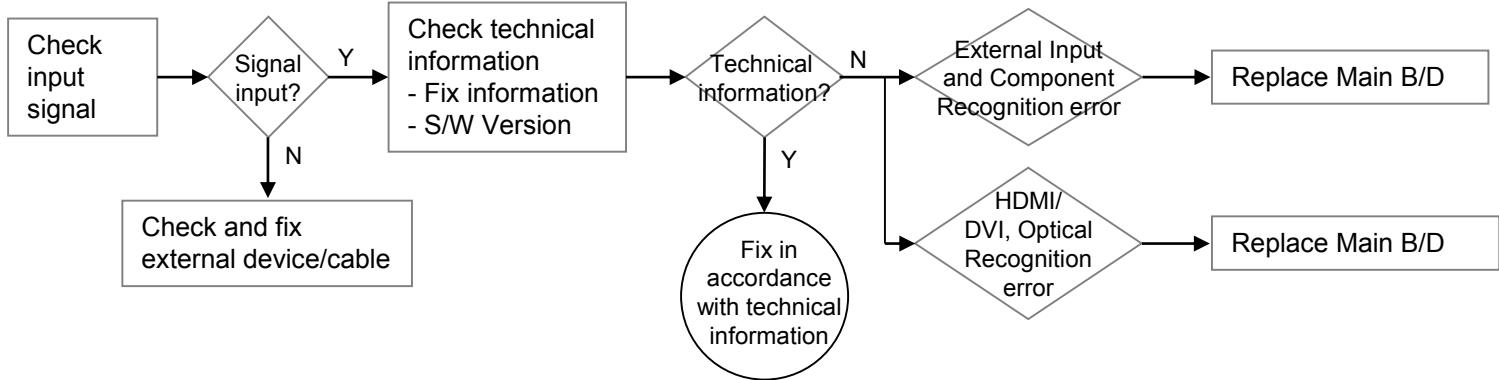 Check
input
signal
Signal
input?
Y
N
Check and fix
external device/cable
Check technical
information
- Fix information
- S/W Version
Technical
information?
N
Y
Fix in
accordance
with technical
information
External Input
and Component
Recognition error
Replace Main B/D
HDMI/
DVI, Optical
Recognition
error
Replace Main B/D